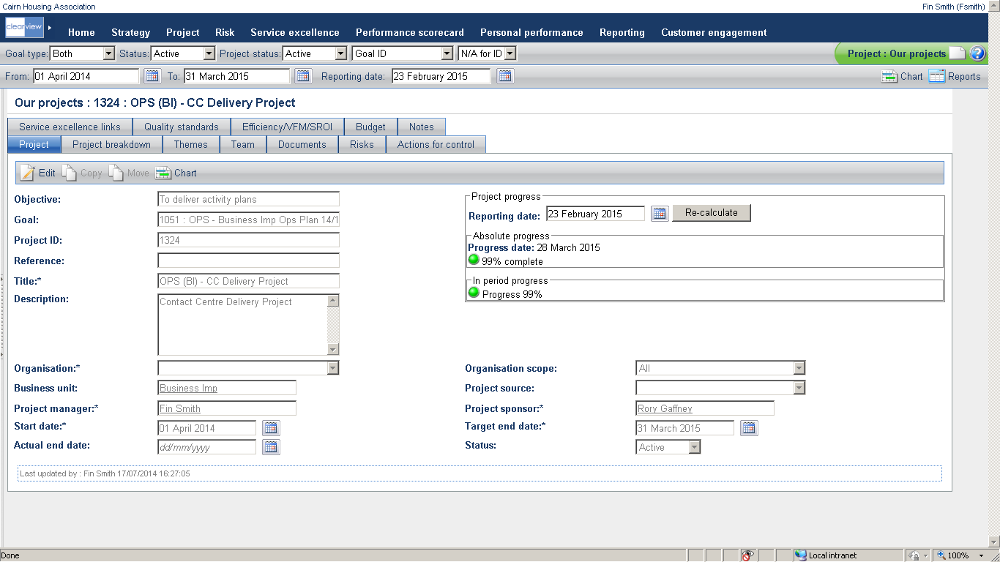 Cairn Housing Association Fin Smith (Fsmith)
clearview Home Strategy Project Risk Service excellence Performance scorecard Personal performance Reporting Customer engagement
Goal type: Both Status: Active Project status: Active Goal ID N/A for ID Project : Our projects ?
From: 01 April 2014 To: 31 March 2015 Reporting date: 23 February 2015 Chart Reports
Our projects : 1324 : OPS (BI) - CC Delivery Project
Service excellence links Quality standards Efficiency/VFM/SROI Budget Notes
Project Project breakdown Themes Team Documents Risks Actions for control
Edit Copy Move Chart
Objective: To deliver activity plans
Goal: 1051 : OPS - Business Imp Ops Plan 14/1
Project ID: 1324
Reference:
Title:* OPS (BI) - CC Delivery Project
Description: Contact Centre Delivery Project
Project progress
Reporting date: 23 February 2015 Re-calculate
Absolute progress
Progress date: 28 March 2015
99% complete
In period progress
Progress 99%
Organisation:* Organisation scope: All
Business unit: Business Imp Project source:
Project manager:* Fin Smith Project sponsor:* Rory Gaffney
Start date:* 01 April 2014 Target end date:* 31 March 2015
Actual end date: dd/mm/yyyy Status: Active
Last updated by : Fin Smith 17/07/2014 16:27:05
Done Local intranet 100%